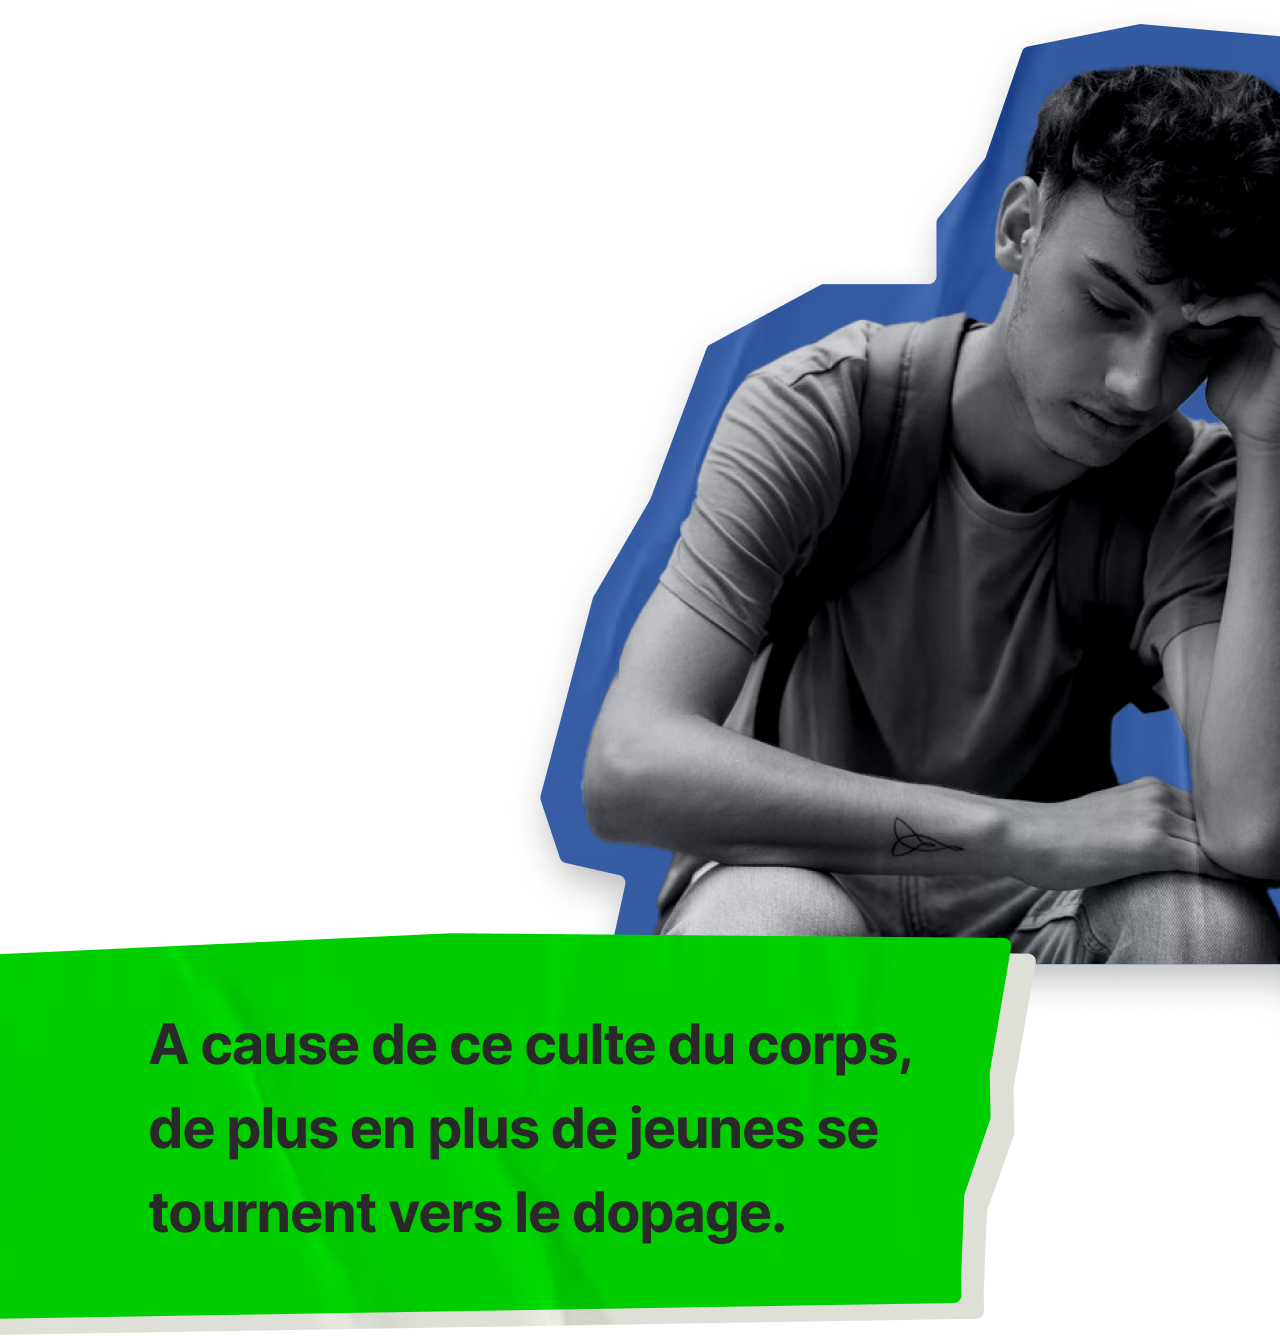 A cause de ce culte du corps,
de plus en plus de jeunes se
tournent vers le dopage.